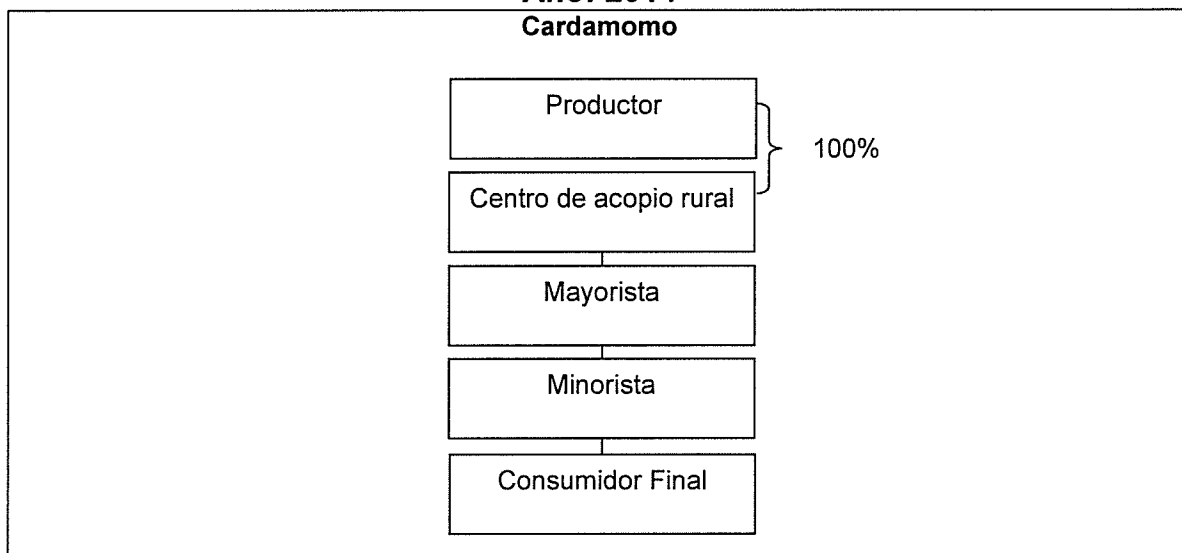 Cardamomo
Productor
100%
Centro de acopio rural
Mayorista
Minorista
Consumidor Final